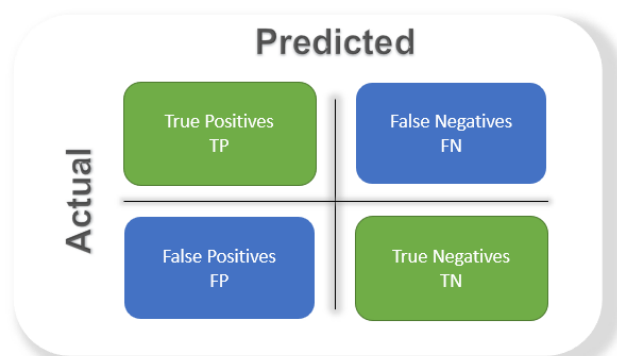 Predicted
Actual
True Positives
TP
False Negatives
FN
False Positives
FP
True Negatives
TN